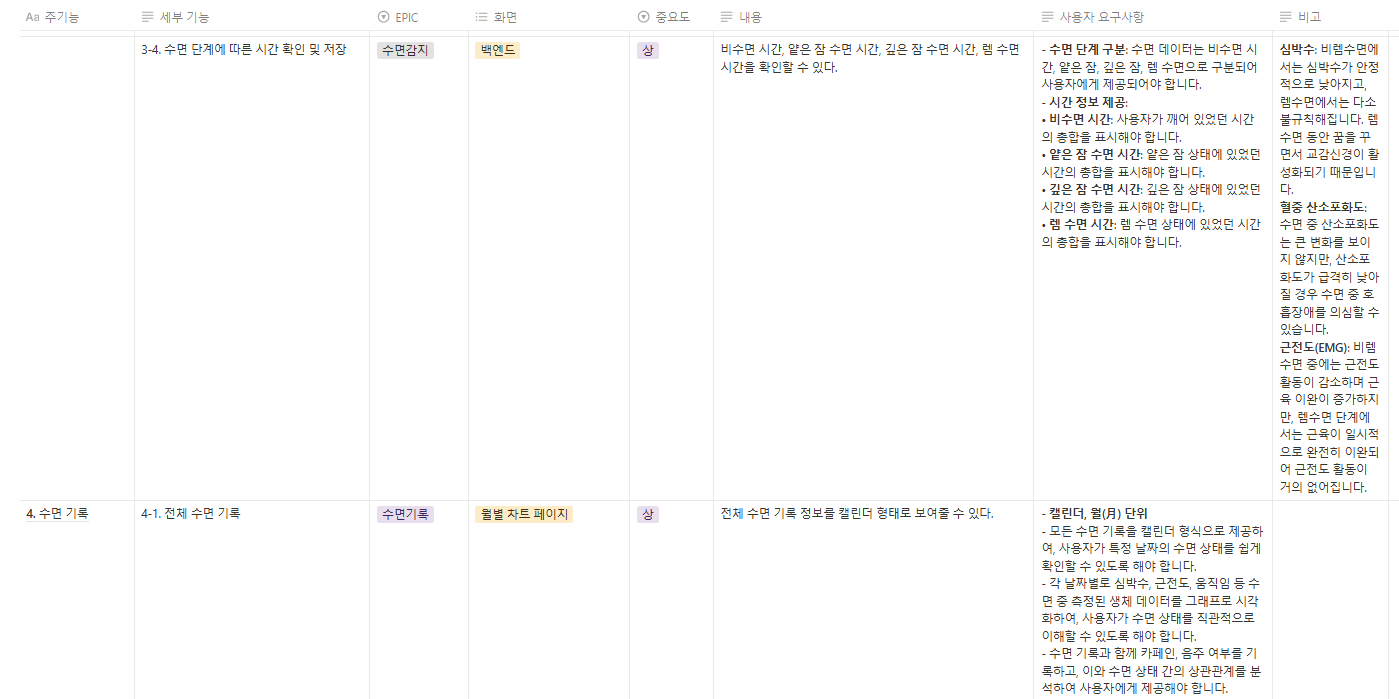 Aa 주기능
세부 기능
EPIC
화면
중요도
내용
사용자 요구사항
비고
3-4. 수면 단계에 따른 시간 확인 및 저장
수면감지
백엔드
상
비수면 시간, 얕은 잠 수면 시간, 깊은 잠 수면 시간, 렘 수면
시간을 확인할 수 있다.
- 수면 단계 구분: 수면 데이터는 비수면 시
간, 얕은 잠, 깊은 잠, 렘 수면으로 구분되어
사용자에게 제공되어야 합니다.
- 시간 정보 제공:
• 비수면 시간: 사용자가 깨어 있었던 시간
의 총합을 표시해야 합니다.
• 얕은 잠 수면 시간: 얕은 잠 상태에 있었던
시간의 총합을 표시해야 합니다.
• 깊은 잠 수면 시간: 깊은 잠 상태에 있었던
시간의 총합을 표시해야 합니다.
• 렘 수면 시간: 렘 수면 상태에 있었던 시간
의 총합을 표시해야 합니다.
심박수: 비렘수면에
서는 심박수가 안정
적으로 낮아지고,
렘수면에서는 다소
불규칙해집니다. 렘
수면 동안 꿈을 꾸
면서 교감신경이 활
성화되기 때문입니
다.
혈중 산소포화도:
수면 중 산소포화도
는 큰 변화를 보이
지 않지만, 산소포
화도가 급격히 낮아
질 경우 수면 중 호
흡장애를 의심할 수
있습니다.
근전도(EMG): 비렘
수면 중에는 근전도
활동이 감소하며 근
육 이완이 증가하지
만, 렘수면 단계에
서는 근육이 일시적
으로 완전히 이완되
어 근전도 활동이
거의 없어집니다.
4. 수면 기록
4-1. 전체 수면 기록
수면기록
월별 차트 페이지
상
전체 수면 기록 정보를 캘린더 형태로 보여줄 수 있다.
- 캘린더, 월(月) 단위
- 모든 수면 기록을 캘린더 형식으로 제공하
여, 사용자가 특정 날짜의 수면 상태를 쉽게
확인할 수 있도록 해야 합니다.
- 각 날짜별로 심박수, 근전도, 움직임 등 수
면 중 측정된 생체 데이터를 그래프로 시각
화하여, 사용자가 수면 상태를 직관적으로
이해할 수 있도록 해야 합니다.
- 수면 기록과 함께 카페인, 음주 여부를 기
록하고, 이와 수면 상태 간의 상관관계를 분
석하여 사용자에게 제공해야 합니다.